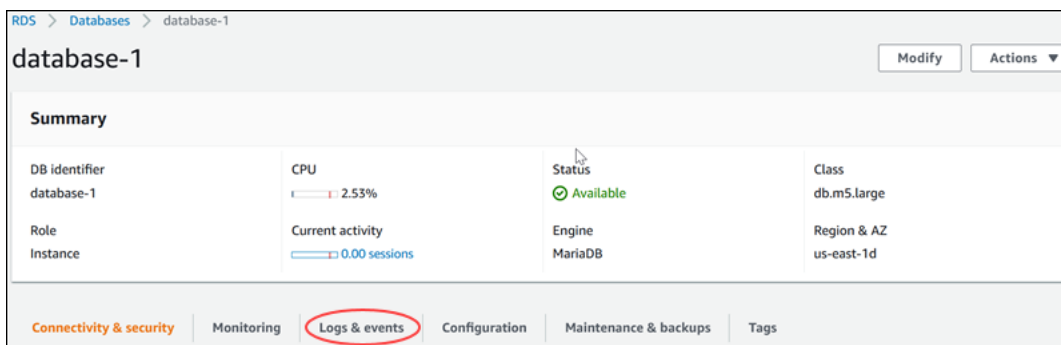 RDS > Databases > database-1
database-1
Modify
Actions
Summary
DB identifier CPU Status Class
database-1 2.53% Available db.m5.large
Role Current activity Engine Region & AZ
Instance 0.00 sessions MariaDB us-east-1d
Connectivity & security Monitoring Logs & events Configuration Maintenance & backups Tags